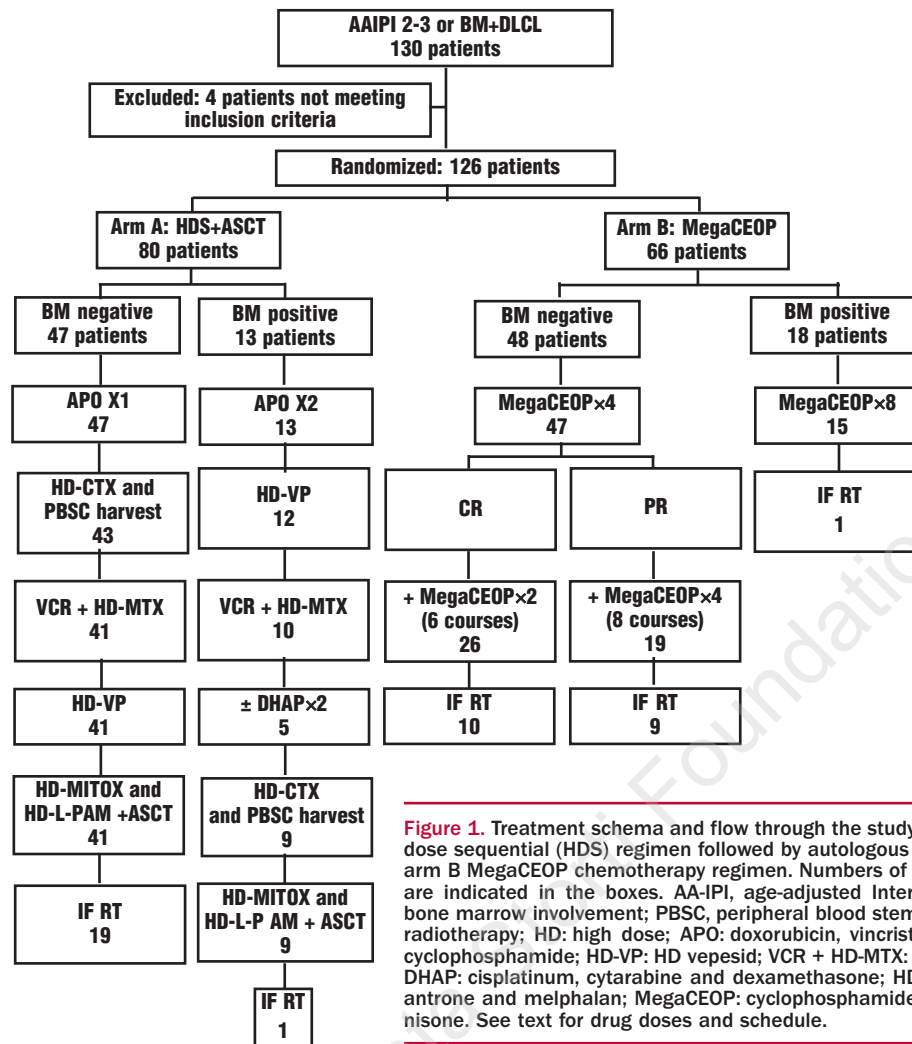 AAIPI 2-3 or BM+DLCL
130 patients
Excluded: 4 patients not meeting
inclusion criteria
Randomized: 126 patients
Arm A: HDS+ASCT
80 patients
Arm B: MegaCEOP
66 patients
BM negative
47 patients
BM positive
13 patients
BM negative
48 patients
BM positive
18 patients
APO X1
47
APO X2
13
MegaCEOP×4
47
MegaCEOP×8
15
HD-CTX and
PBSC harvest
43
HD-VP
12
CR
PR
IF RT
1
VCR + HD-MTX
41
VCR + HD-MTX
10
+ MegaCEOP×2
(6 courses)
26
+ MegaCEOP×4
(8 courses)
19
HD-VP
41
± DHAP×2
5
IF RT
10
IF RT
9
HD-MITOX and
HD-L-PAM +ASCT
41
HD-CTX
and PBSC harvest
9
IF RT
19
HD-MITOX and
HD-L-P AM + ASCT
9
IF RT
1
Figure 1. Treatment schema and flow through the study
dose sequential (HDS) regimen followed by autologous
arm B MegaCEOP chemotherapy regimen. Numbers of
are indicated in the boxes. AA-IPI, age-adjusted Inter
bone marrow involvement; PBSC, peripheral blood stem
radiotherapy; HD: high dose; APO: doxorubicin, vincrist
cyclophosphamide; HD-VP: HD vepesid; VCR + HD-MTX:
DHAP: cisplatinum, cytarabine and dexamethasone; HD
antrone and melphalan; MegaCEOP: cyclophosphamide
nisone. See text for drug doses and schedule.
Foundatio